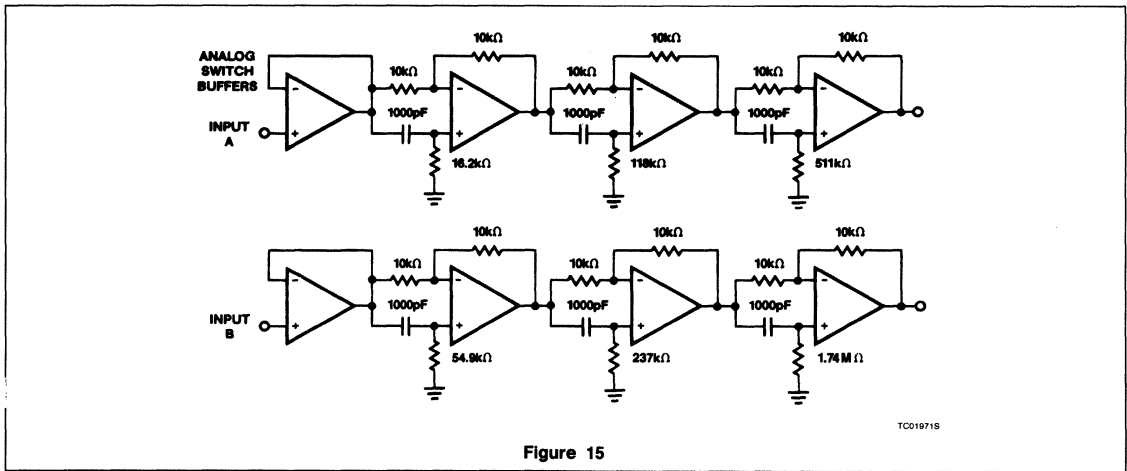 10kΩ 10kΩ 10kΩ
ANALOG
SWITCH
BUFFERS
10kΩ 10kΩ 10kΩ
1000pF 1000pF 1000pF
INPUT
A
16.2kΩ 118kΩ 511kΩ
10kΩ 10kΩ 10kΩ
10kΩ 10kΩ 10kΩ
1000pF 1000pF 1000pF
INPUT
B
54.9kΩ 237kΩ 1.74 M Ω
TC01971S
Figure 15